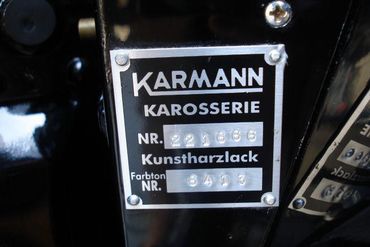 KARMANN
KAROSSERIE
NR.
Kunstharzlack
Farbton
NR.